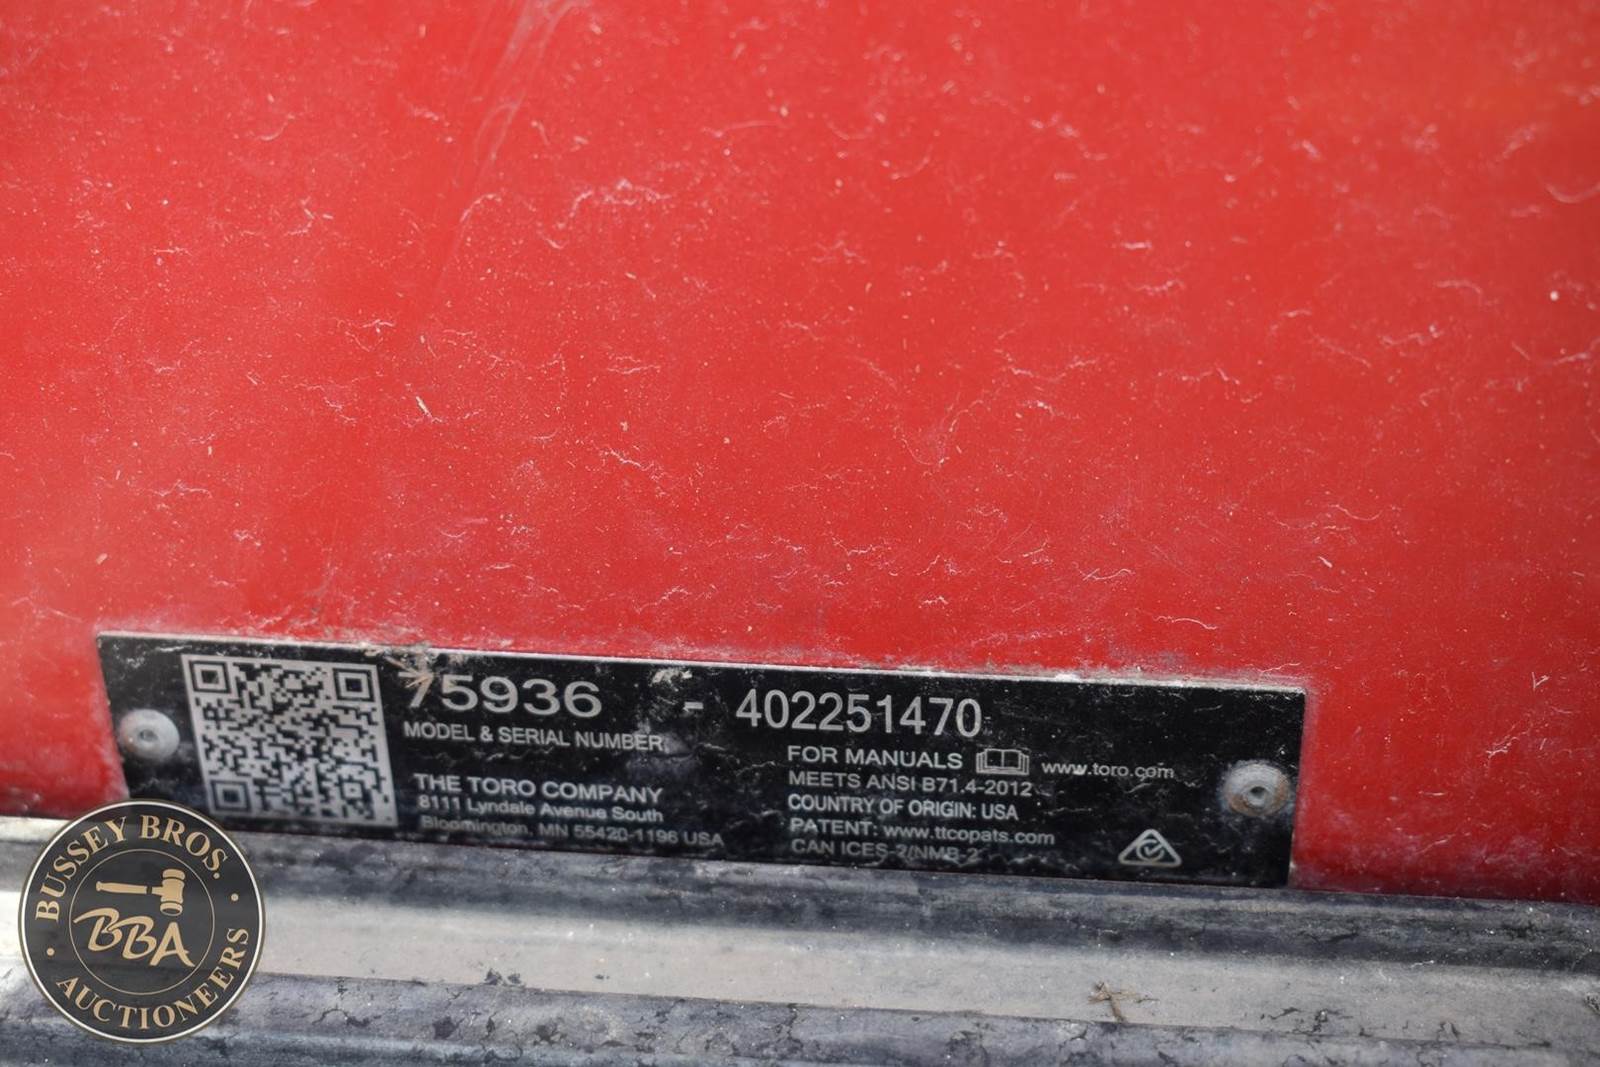 75936 - 402251470
MODEL & SERIAL NUMBER
FOR MANUALS www.toro.com
MEETS ANSI B71.4-2012
THE TORO COMPANY
8111 Lyndale Avenue South
Bloomington, MN 55420-1196 USA
COUNTRY OF ORIGIN: USA
PATENT: www.ttcopats.com
CAN ICES-2/NMB-2
BUSSEY BROS.
BBA
AUCTIONEERS